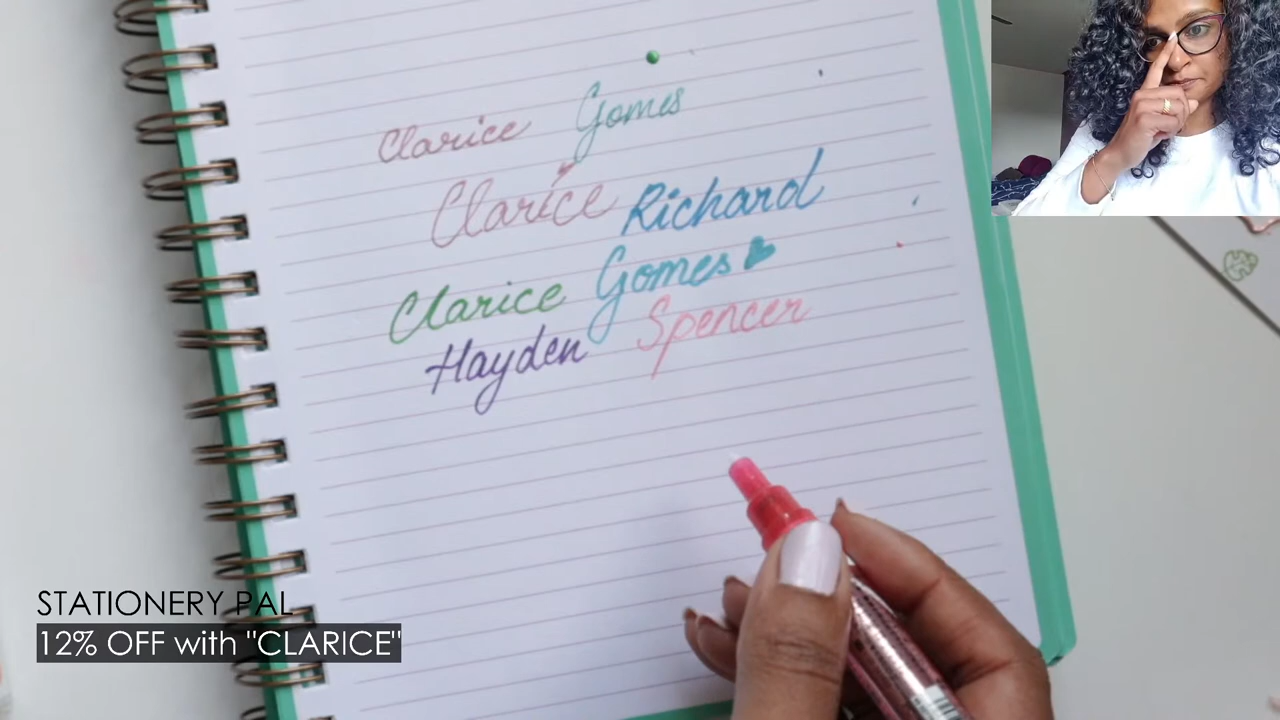 Clarice Gomes
Clarice Richard
Clarice Gomes
Hayden Spencer
STATIONERY PAL
12% OFF with "CLARICE"